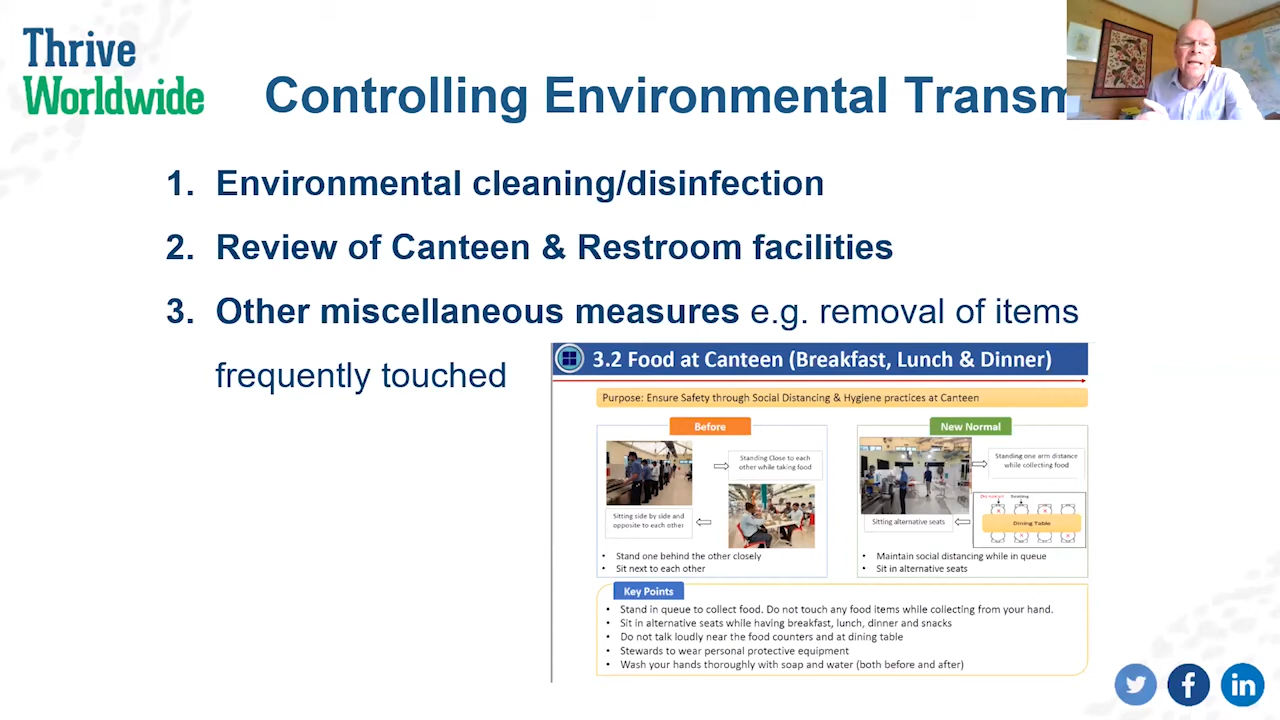 Thrive
Worldwide
Controlling Environmental Transm
1. Environmental cleaning/disinfection
2. Review of Canteen & Restroom facilities
3. Other miscellaneous measures e.g. removal of items
frequently touched
3.2 Food at Canteen (Breakfast, Lunch & Dinner)
Purpose: Ensure Safety through Social Distancing & Hygiene practices at Canteen
Before
Standing Close to each
other while taking food
Sitting side by side and
opposite to each other
• Stand one behind the other closely
• Sit next to each other
New Normal
Standing one arm distance
while collecting food
Sitting alternative seats
Do not sit Seating
Dining Table
• Maintain social distancing while in queue
• Sit in alternative seats
Key Points
• Stand in queue to collect food. Do not touch any food items while collecting from your hand.
• Sit in alternative seats while having breakfast, lunch, dinner and snacks
• Do not talk loudly near the food counters and at dining table
• Stewards to wear personal protective equipment
• Wash your hands thoroughly with soap and water (both before and after)